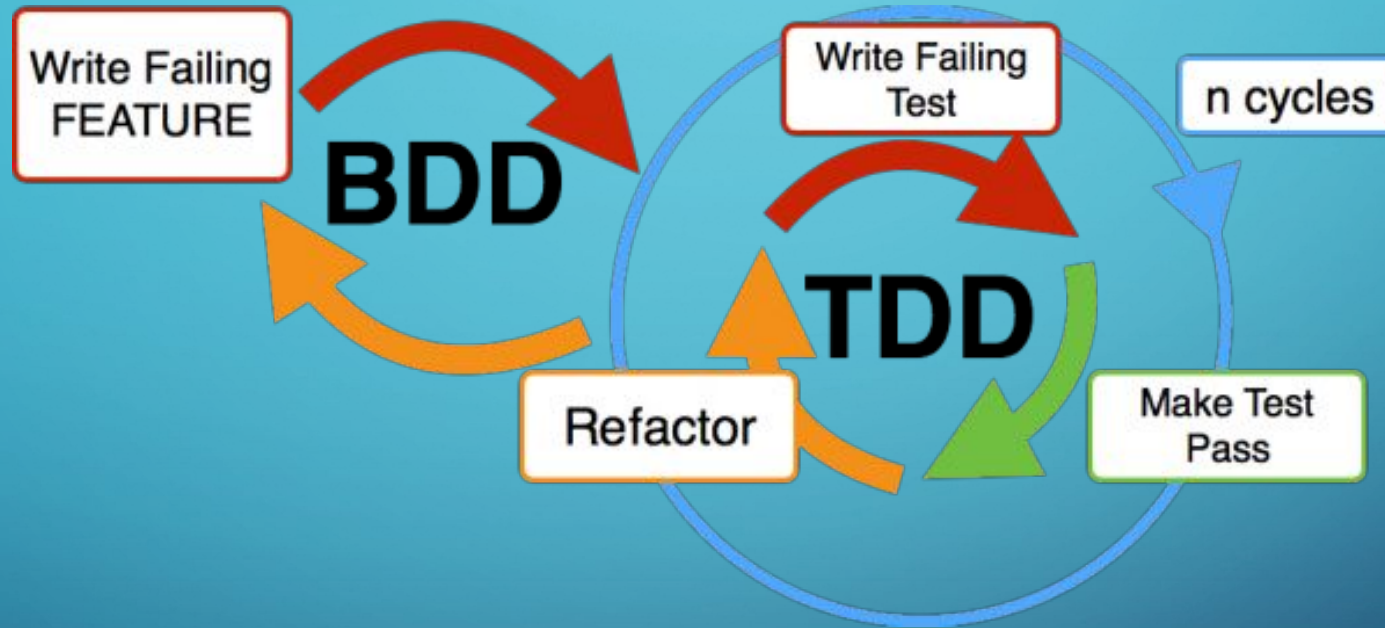 Write Failing
FEATURE
BDD
Write Failing
Test
n cycles
TDD
Refactor
Make Test
Pass